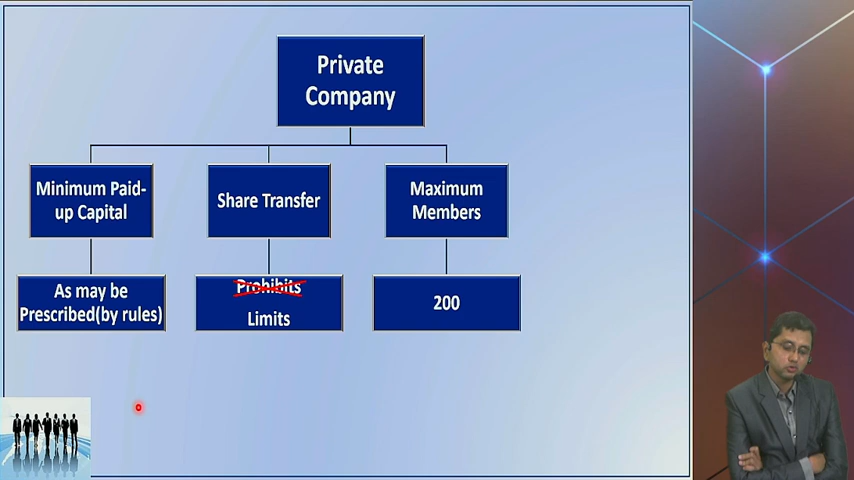 Private
Company
Minimum Paid-
up Capital
Share Transfer
Maximum
Members
As may be
Prescribed(by rules)
Prohibits
Limits
200